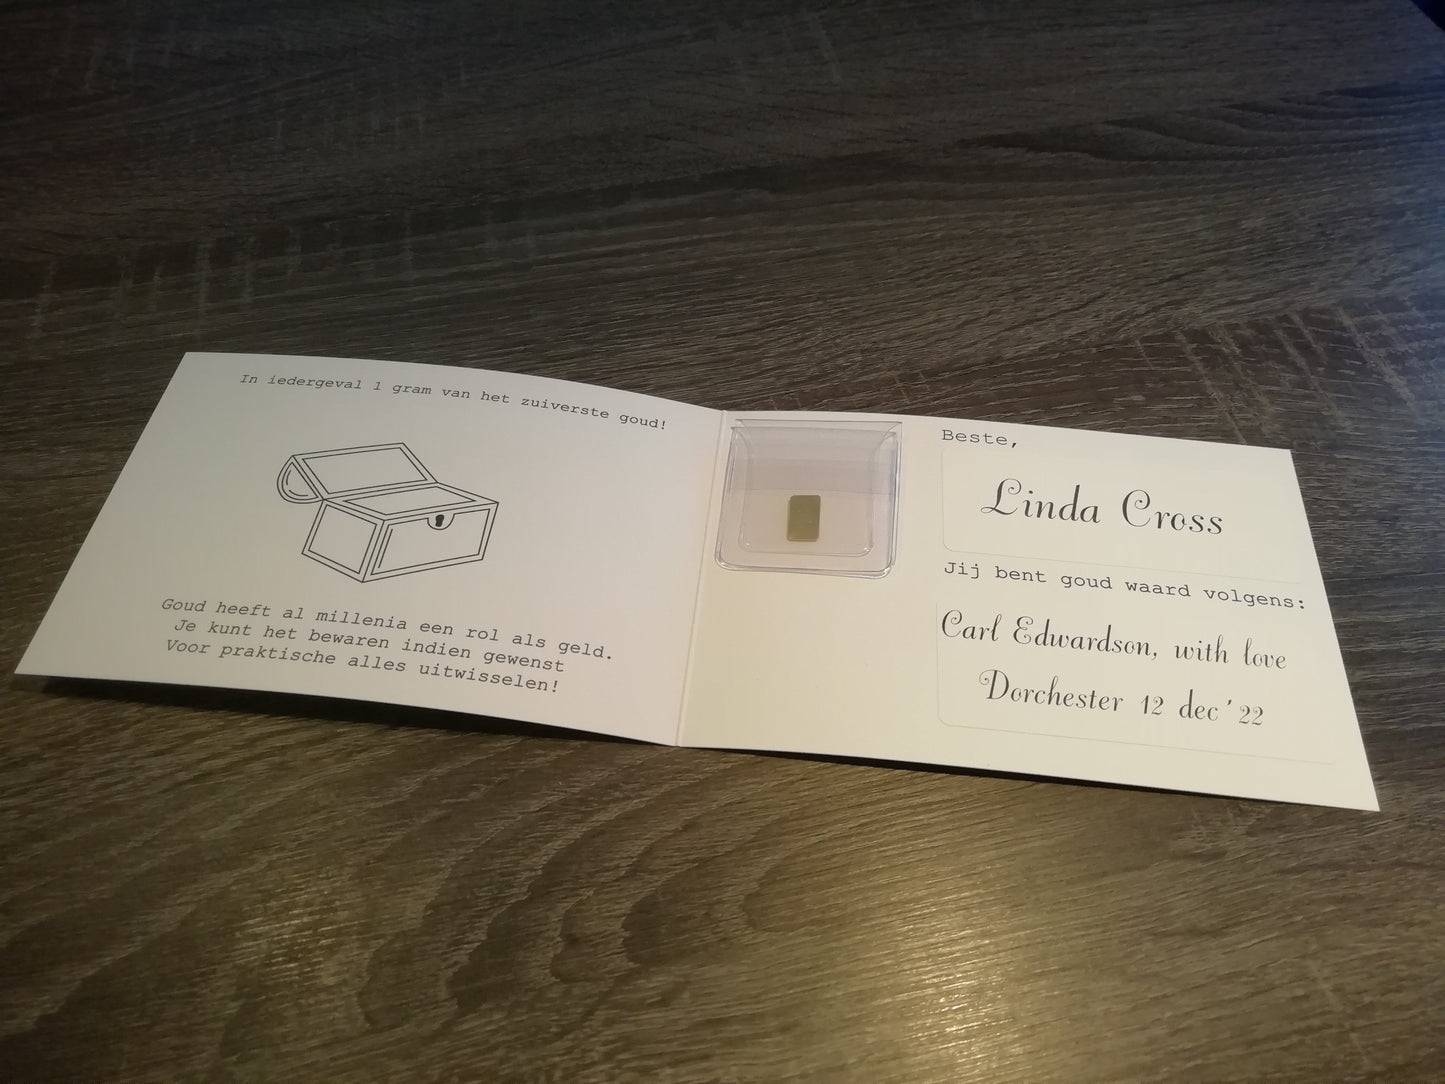 In iedergeval 1 gram van het zuiverste goud!
Goud heeft al millenia een rol als geld.
Je kunt het bewaren indien gewenst
Voor praktische alles uitwisselen!
Beste,
Linda Cross
Jij bent goud waard volgens:
Carl Edwardson, with love
Dorchester 12 dec '22